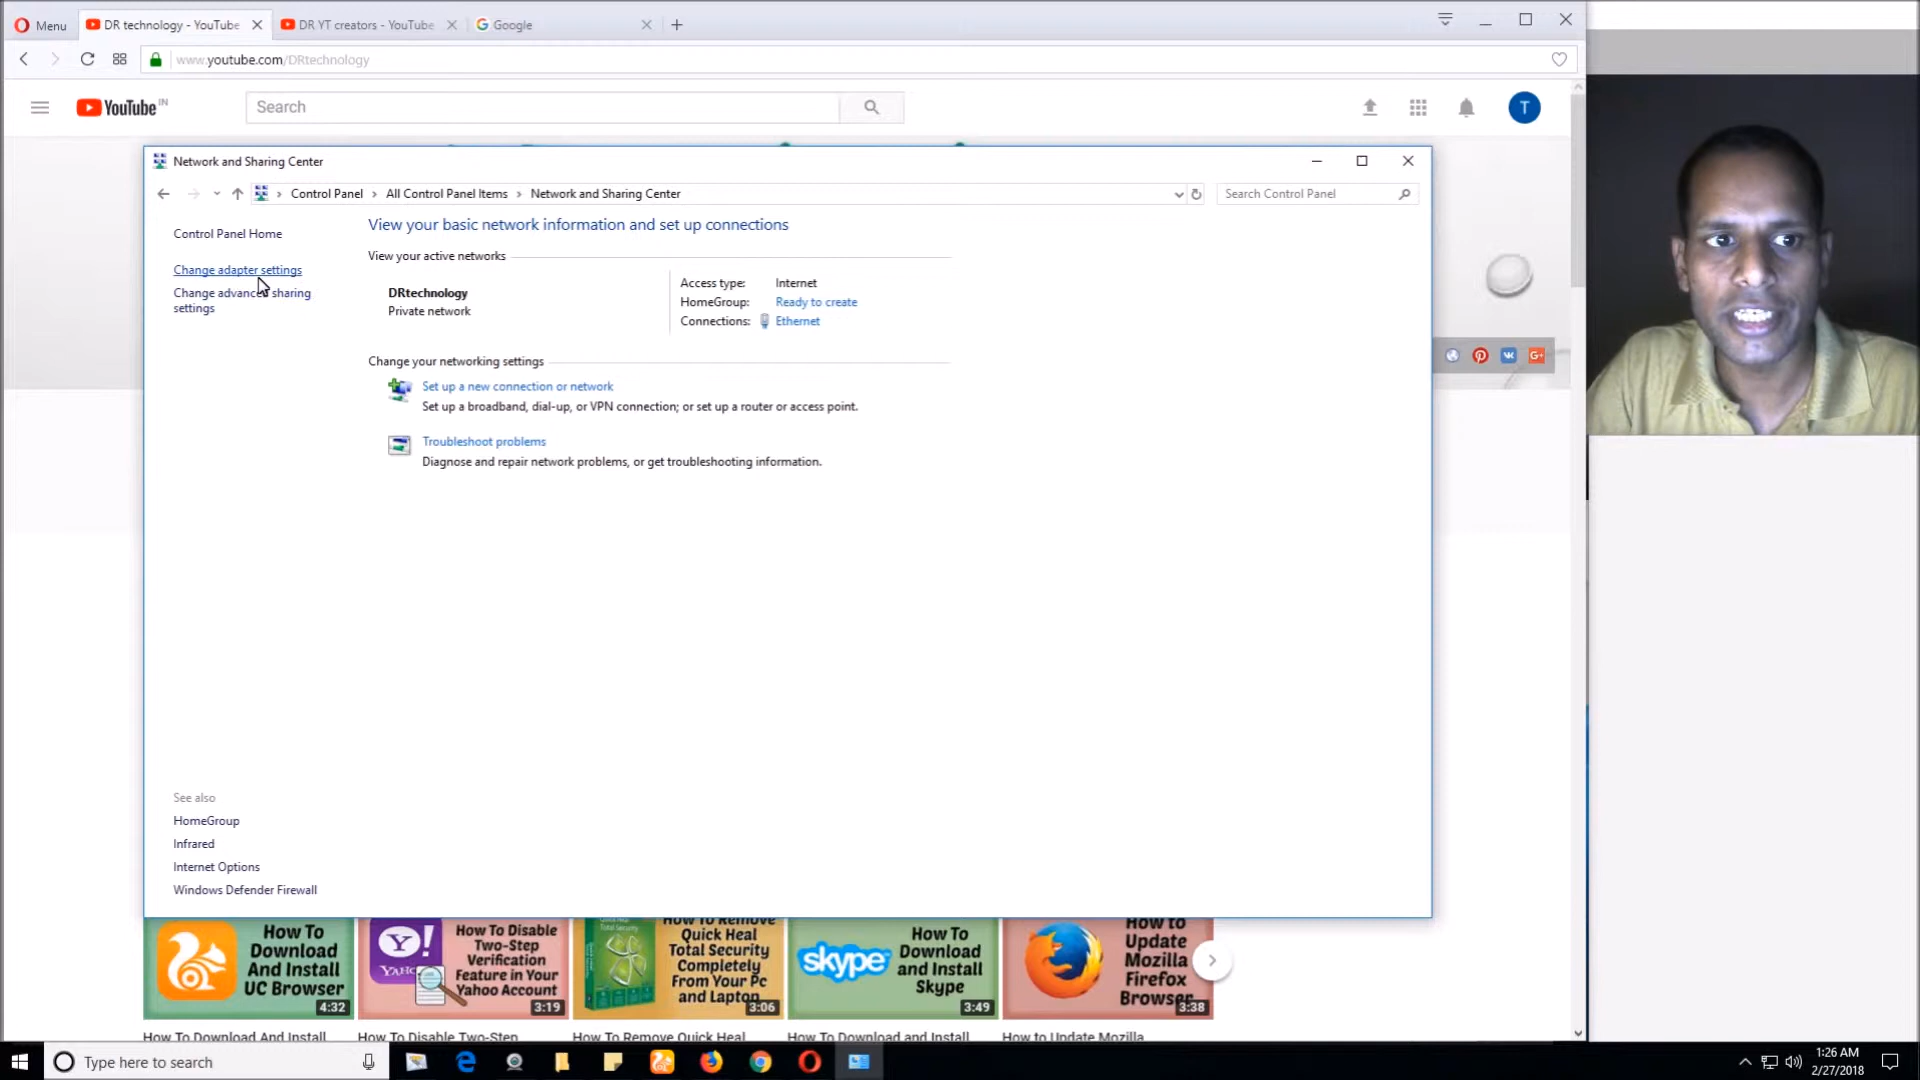 Menu
DR technology - YouTube
DR YT creators - YouTube
Google
www.youtube.com/DRtechnology
YouTube IN
Search
T
Network and Sharing Center
Control Panel > All Control Panel Items > Network and Sharing Center
Search Control Panel
Control Panel Home
Change adapter settings
Change advanced sharing
settings
View your basic network information and set up connections
View your active networks
DRtechnology
Private network
Access type: Internet
HomeGroup: Ready to create
Connections: Ethernet
Change your networking settings
Set up a new connection or network
Set up a broadband, dial-up, or VPN connection; or set up a router or access point.
Troubleshoot problems
Diagnose and repair network problems, or get troubleshooting information.
See also
HomeGroup
Infrared
Internet Options
Windows Defender Firewall
How To
Download
And Install
UC Browser
4:32
YAHOO!
How To Disable
Two-Step
Verification
Feature in Your
Yahoo Account
3:19
How To Remove
Quick Heal
Total Security
Completely
From Your Pc
and Laptop
3:06
skype
How To
Download
and Install
Skype
3:49
How to
Update
Mozilla
Firefox
Browser
3:38
How To Download And Install
How To Disable Two-Step
How To Remove Quick Heal
How To Download and Install
How to Update Mozilla
Type here to search
1:26 AM
2/27/2018